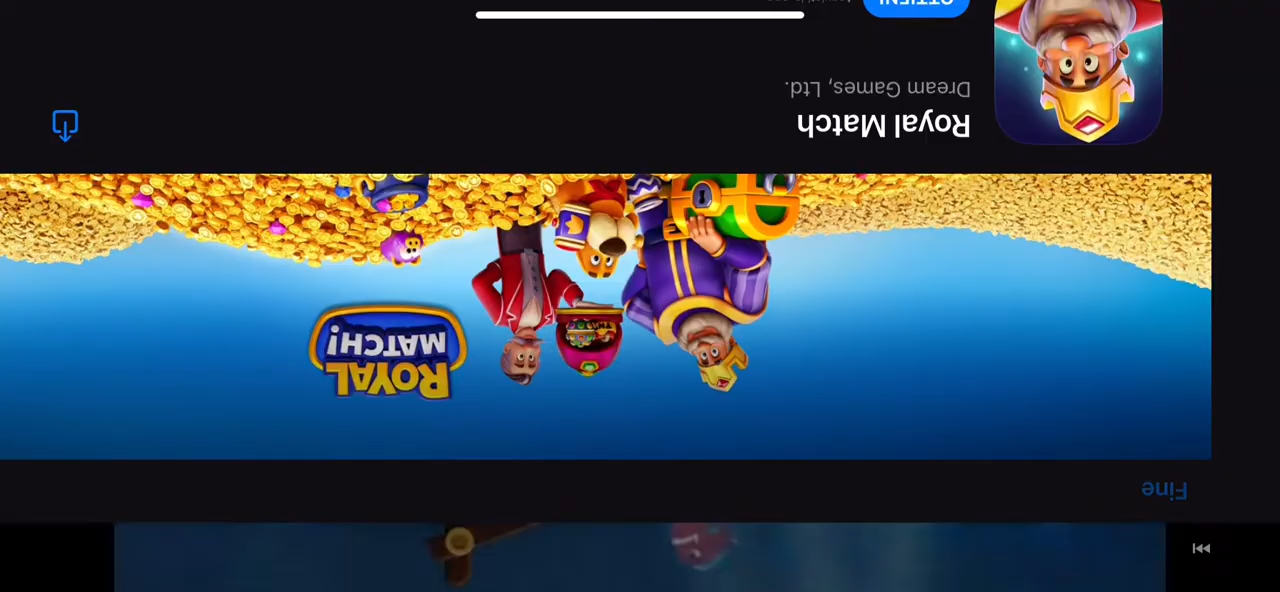 Fine
ROYAL
MATCH!
Royal Match
Dream Games, Ltd.
OTTIENI